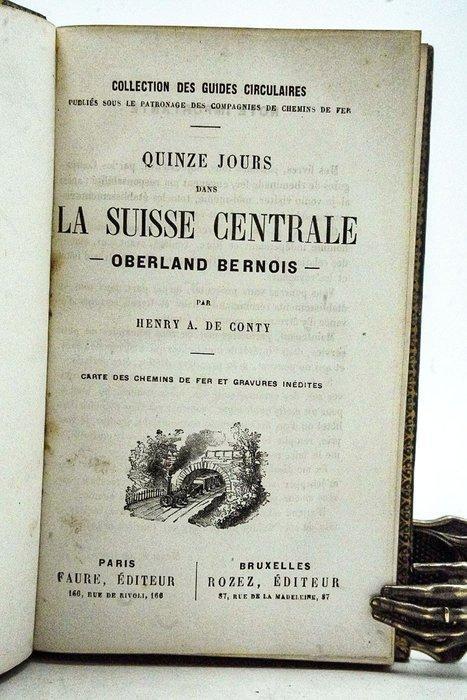 COLLECTION DES GUIDES CIRCULAIRES
PUBLIÉS SOUS LE PATRONAGE DES COMPAGNIES DE CHEMINS DE FER
QUINZE JOURS
DANS
LA SUISSE CENTRALE
— OBERLAND BERNOIS —
PAR
HENRY A. DE CONTY
CARTE DES CHEMINS DE FER ET GRAVURES INÉDITES
PARIS
FAURE, ÉDITEUR
166, RUE DE RIVOLI, 166
BRUXELLES
ROZEZ, ÉDITEUR
87, RUE DE LA MADELEINE, 87